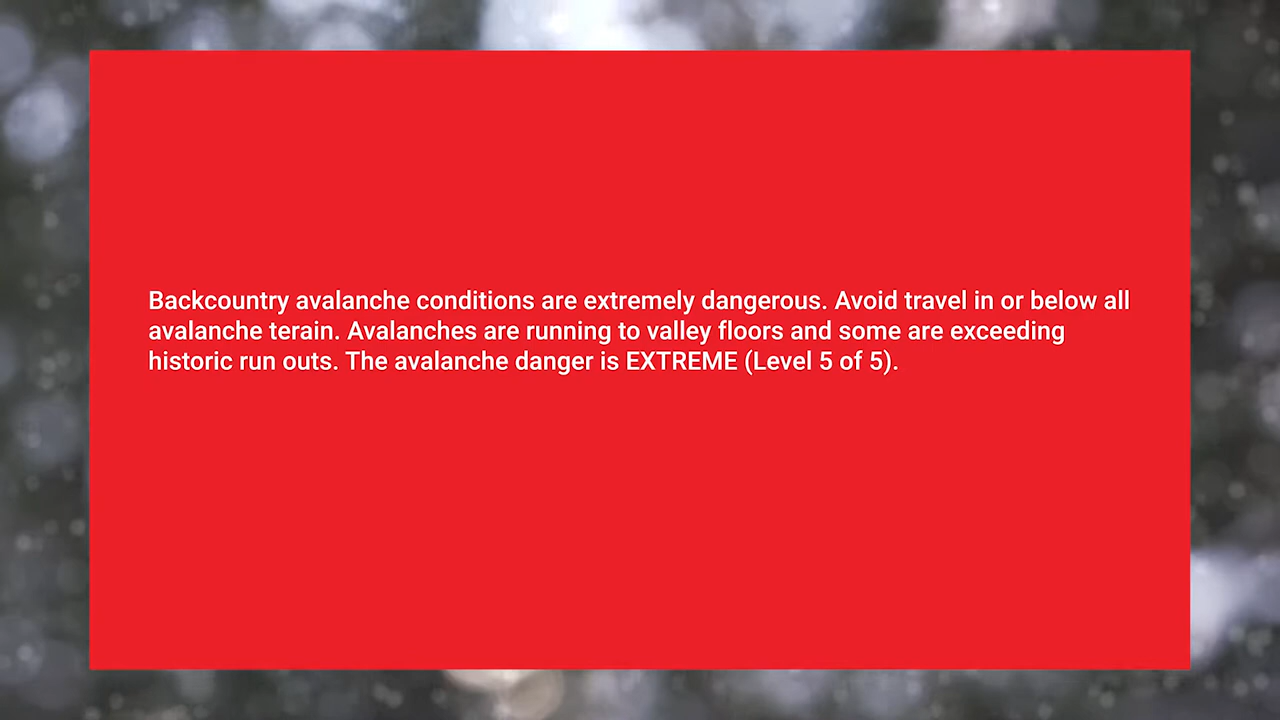 Backcountry avalanche conditions are extremely dangerous. Avoid travel in or below all
avalanche terain. Avalanches are running to valley floors and some are exceeding
historic run outs. The avalanche danger is EXTREME (Level 5 of 5).